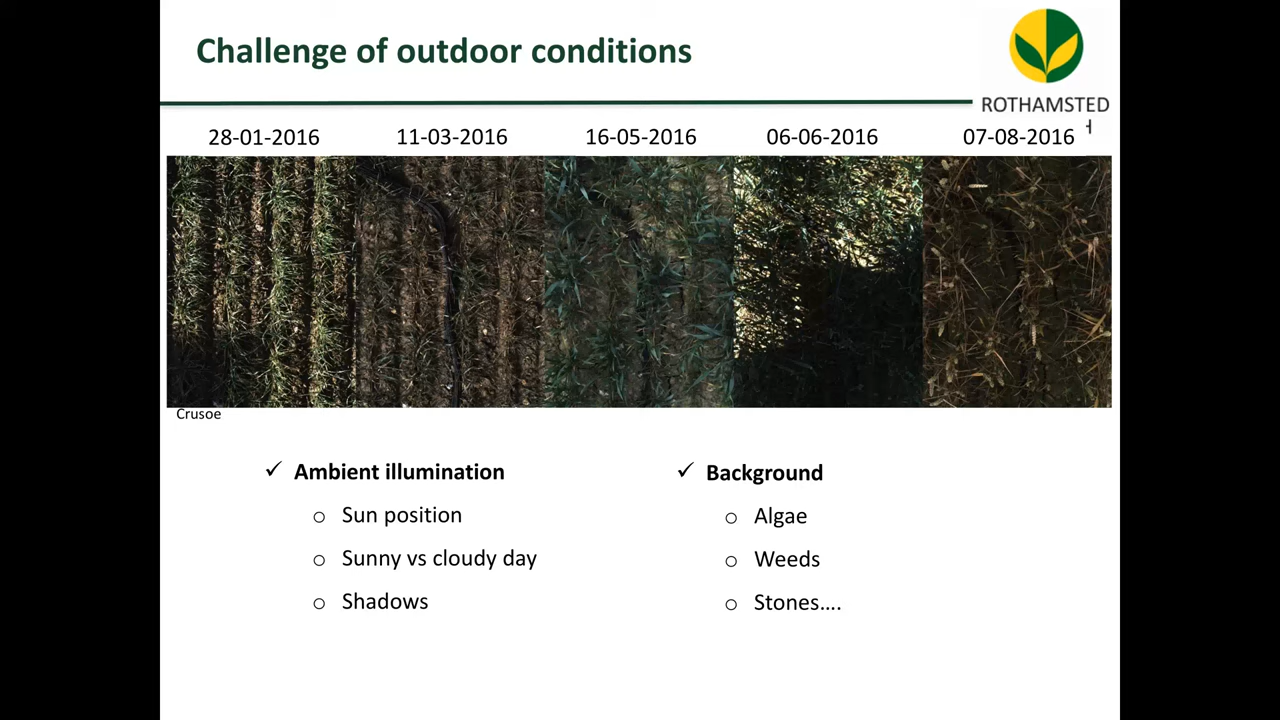 Challenge of outdoor conditions
ROTHAMSTED
28-01-2016 11-03-2016 16-05-2016 06-06-2016 07-08-2016
Crusoe
✓ Ambient illumination
o Sun position
o Sunny vs cloudy day
o Shadows
✓ Background
o Algae
o Weeds
o Stones....